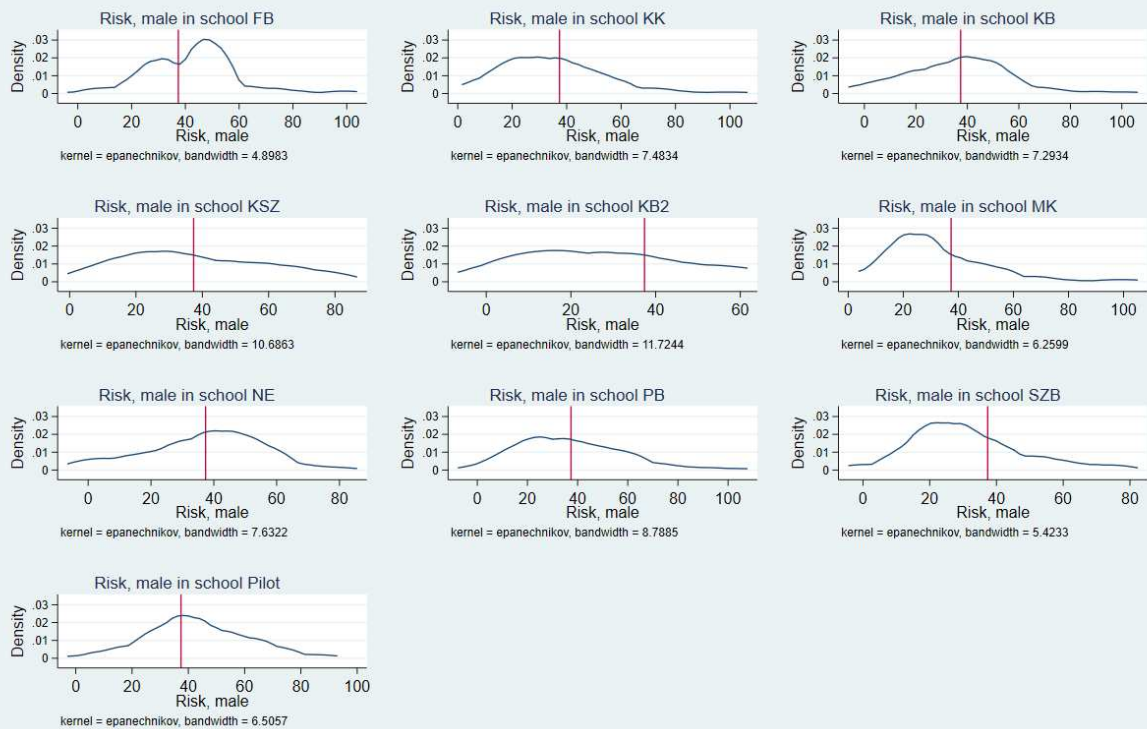 Risk, male in school FB
Density
.03
.02
.01
0
0 20 40 60 80 100
Risk, male
kernel = epanechnikov, bandwidth = 4.8983
Risk, male in school KK
Density
.03
.02
.01
0
0 20 40 60 80 100
Risk, male
kernel = epanechnikov, bandwidth = 7.4834
Risk, male in school KB
Density
.03
.02
.01
0
0 20 40 60 80 100
Risk, male
kernel = epanechnikov, bandwidth = 7.2934
Risk, male in school KSZ
Density
.03
.02
.01
0
0 20 40 60 80
Risk, male
kernel = epanechnikov, bandwidth = 10.6863
Risk, male in school KB2
Density
.03
.02
.01
0
0 20 40 60
Risk, male
kernel = epanechnikov, bandwidth = 11.7244
Risk, male in school MK
Density
.03
.02
.01
0
0 20 40 60 80 100
Risk, male
kernel = epanechnikov, bandwidth = 6.2599
Risk, male in school NE
Density
.03
.02
.01
0
0 20 40 60 80
Risk, male
kernel = epanechnikov, bandwidth = 7.6322
Risk, male in school PB
Density
.03
.02
.01
0
0 20 40 60 80 100
Risk, male
kernel = epanechnikov, bandwidth = 8.7885
Risk, male in school SZB
Density
.03
.02
.01
0
0 20 40 60 80
Risk, male
kernel = epanechnikov, bandwidth = 5.4233
Risk, male in school Pilot
Density
.03
.02
.01
0
0 20 40 60 80 100
Risk, male
kernel = epanechnikov, bandwidth = 6.5057